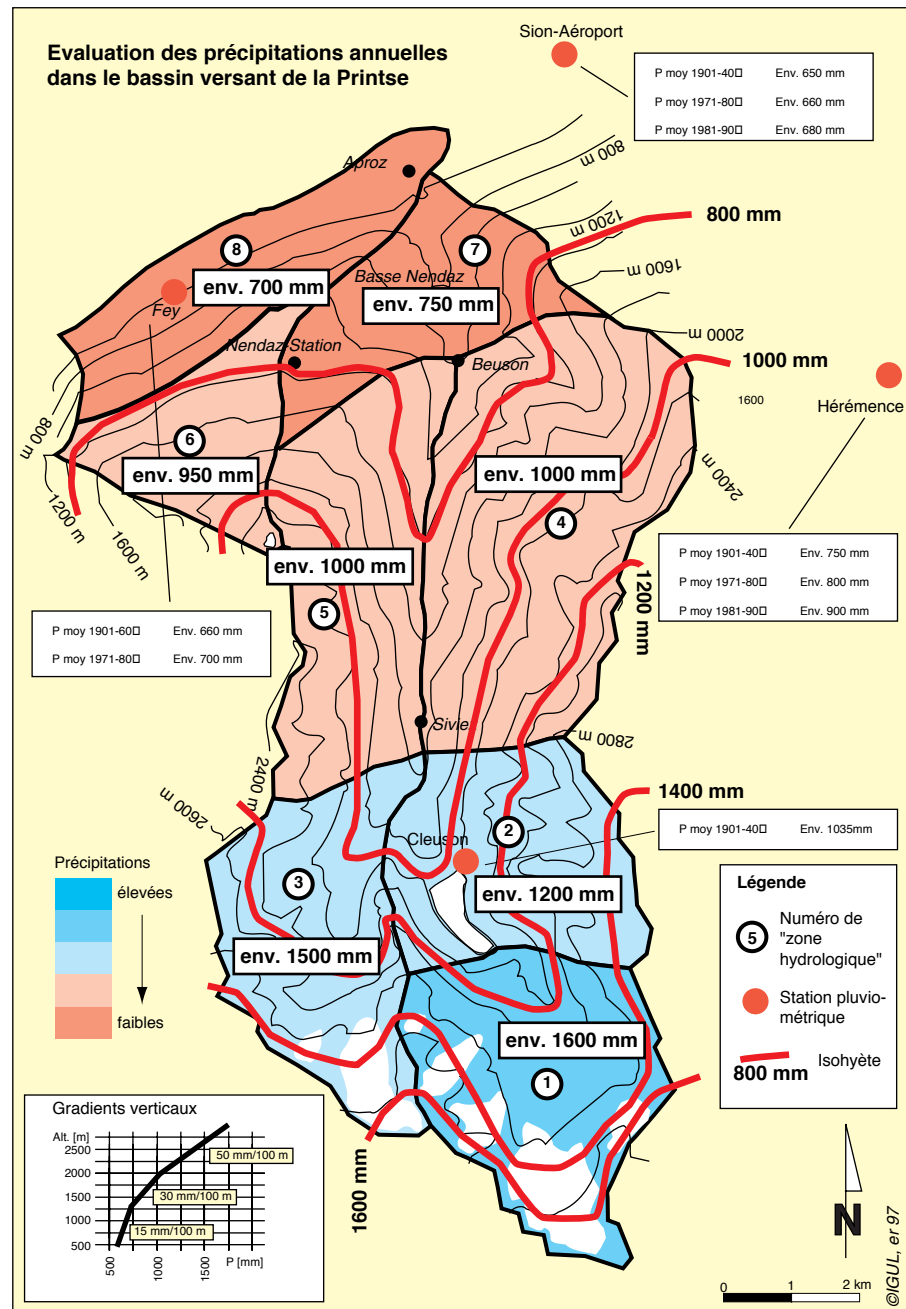 Evaluation des précipitations annuelles
dans le bassin versant de la Printse
Sion-Aéroport
P moy 1901-40□ Env. 650 mm
P moy 1971-80□ Env. 660 mm
P moy 1981-90□ Env. 680 mm
800 m
1200 m
1600 m
2000 m
800 mm
1000 mm
Aproz
8
7
env. 700 mm
Basse Nendaz
env. 750 mm
Fey
Nendaz-Station
Beuson
1600
Hérémence
800 m
6
env. 950 mm
env. 1000 mm
2400 m
4
1200 m
1600 m
env. 1000 mm
5
1200 mm
P moy 1901-40□ Env. 750 mm
P moy 1971-80□ Env. 800 mm
P moy 1981-90□ Env. 900 mm
P moy 1901-60□ Env. 660 mm
P moy 1971-80□ Env. 700 mm
Siviez
2800 m
2400 m
2600 m
1400 mm
Cleuson
2
P moy 1901-40□ Env. 1035mm
3
env. 1200 mm
env. 1500 mm
env. 1600 mm
1
1600 mm
Précipitations
élevées
faibles
Légende
5
Numéro de
"zone
hydrologique"
Station pluvio-
métrique
Isohyète
800 mm
Gradients verticaux
Alt. [m]
2500
2000
1500
1000
500
50 mm/100 m
30 mm/100 m
15 mm/100 m
500
1000
1500
P [mm]
N
0 1 2 km
©IGUL, er 97